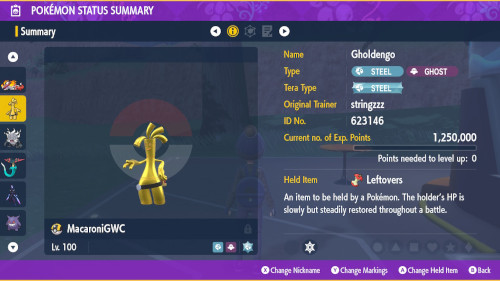 POKÉMON STATUS SUMMARY
Summary
Name Gholdengo
Type STEEL GHOST
Tera Type STEEL
Original Trainer stringzzz
ID No. 623146
Current no. of Exp. Points 1,250,000
Points needed to level up: 0
Held Item Leftovers
An item to be held by a Pokémon. The holder's HP is
slowly but steadily restored throughout a battle.
MacaroniGWC
Lv. 100
X Change Nickname Y Change Markings A Change Held Item B Back